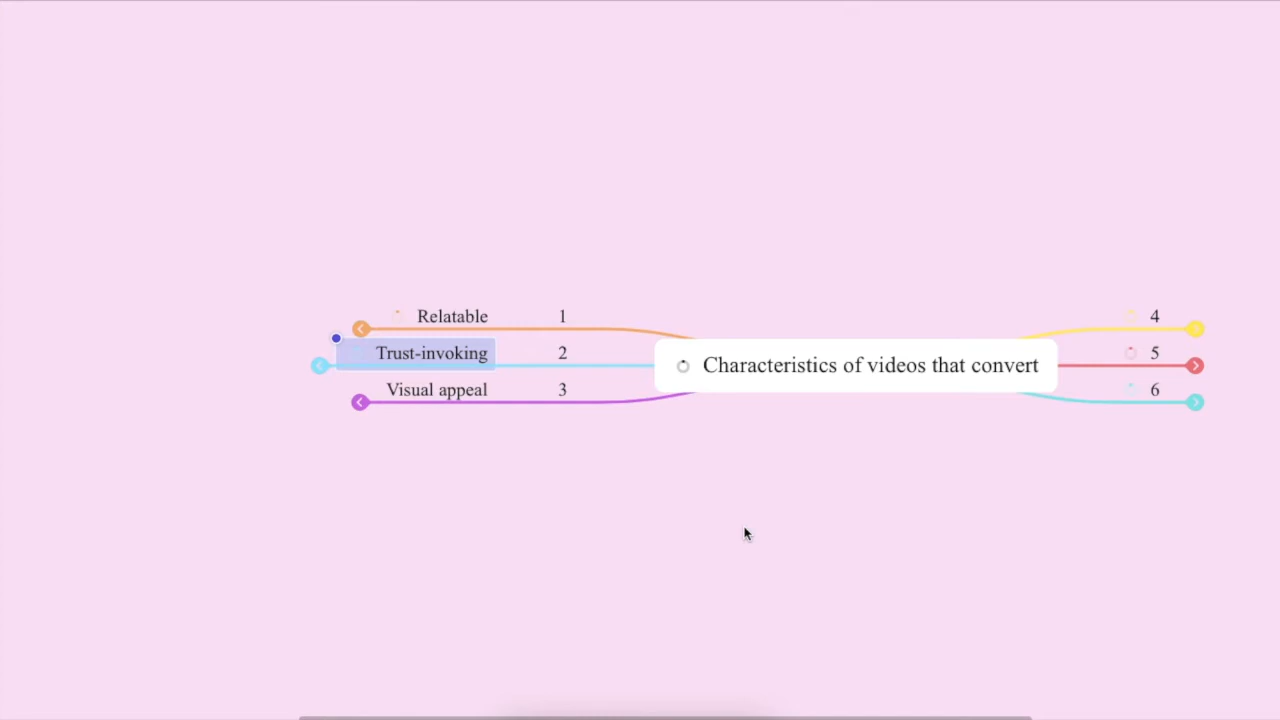 Relatable 1
Trust-invoking 2
Visual appeal 3
Characteristics of videos that convert
4
5
6